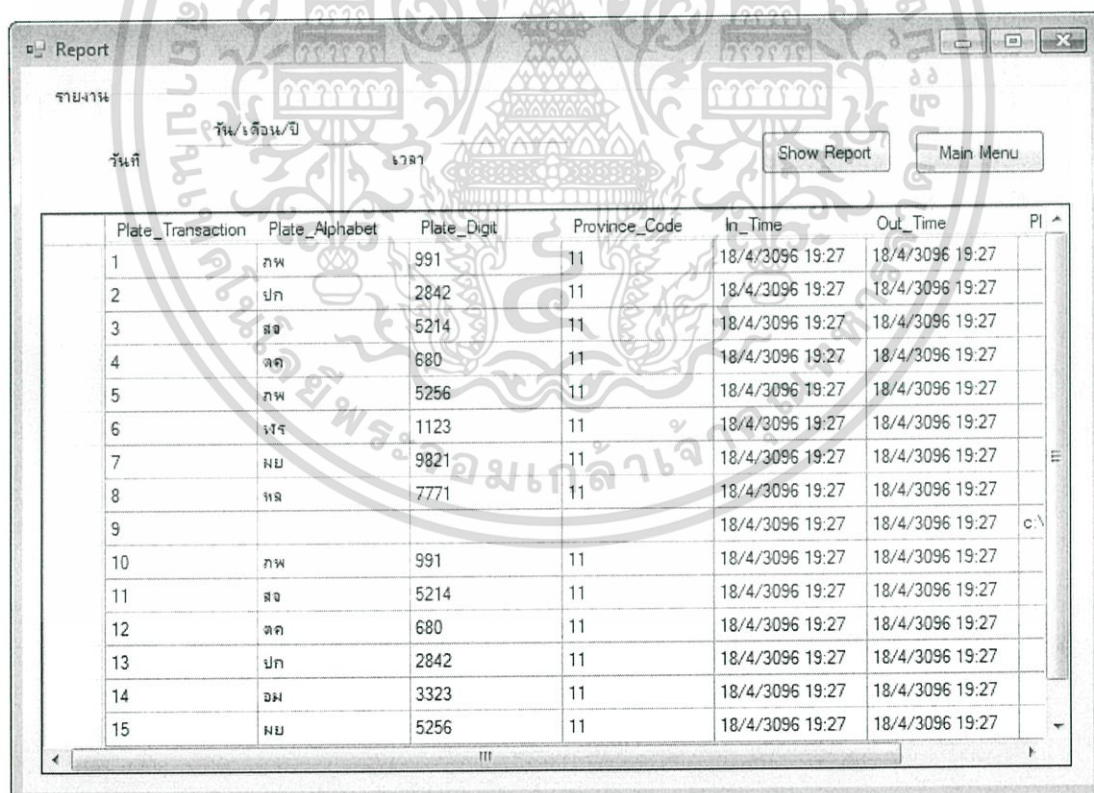 Report
รายงาน
วัน/เดือน/ปี
วันที่ เวลา Show Report Main Menu
Plate_Transaction Plate_Alphabet Plate_Digit Province_Code In_Time Out_Time Pl
1 กพ 991 11 18/4/3096 19:27 18/4/3096 19:27
2 ปก 2842 11 18/4/3096 19:27 18/4/3096 19:27
3 สจ 5214 11 18/4/3096 19:27 18/4/3096 19:27
4 ตค 680 11 18/4/3096 19:27 18/4/3096 19:27
5 กพ 5256 11 18/4/3096 19:27 18/4/3096 19:27
6 1123 11 18/4/3096 19:27 18/4/3096 19:27
7 ผย 9821 11 18/4/3096 19:27 18/4/3096 19:27
8 7771 11 18/4/3096 19:27 18/4/3096 19:27
9 18/4/3096 19:27 18/4/3096 19:27 c:\
10 กพ 991 11 18/4/3096 19:27 18/4/3096 19:27
11 สจ 5214 11 18/4/3096 19:27 18/4/3096 19:27
12 ตค 680 11 18/4/3096 19:27 18/4/3096 19:27
13 ปก 2842 11 18/4/3096 19:27 18/4/3096 19:27
14 อม 3323 11 18/4/3096 19:27 18/4/3096 19:27
15 ผย 5256 11 18/4/3096 19:27 18/4/3096 19:27